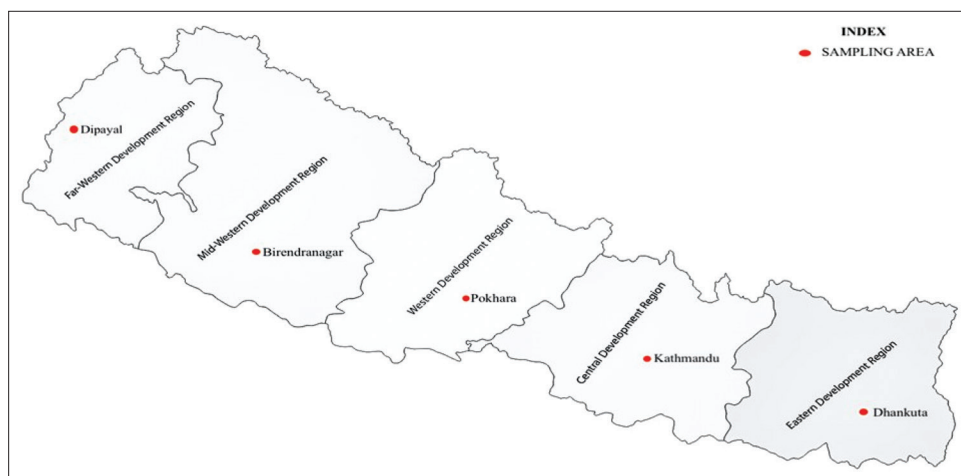 INDEX
SAMPLING AREA
Dipayal
Far-Western Development Region
Mid-Western Development Region
Birendranagar
Western Development Region
Pokhara
Central Development Region
Kathmandu
Eastern Development Region
Dhankuta